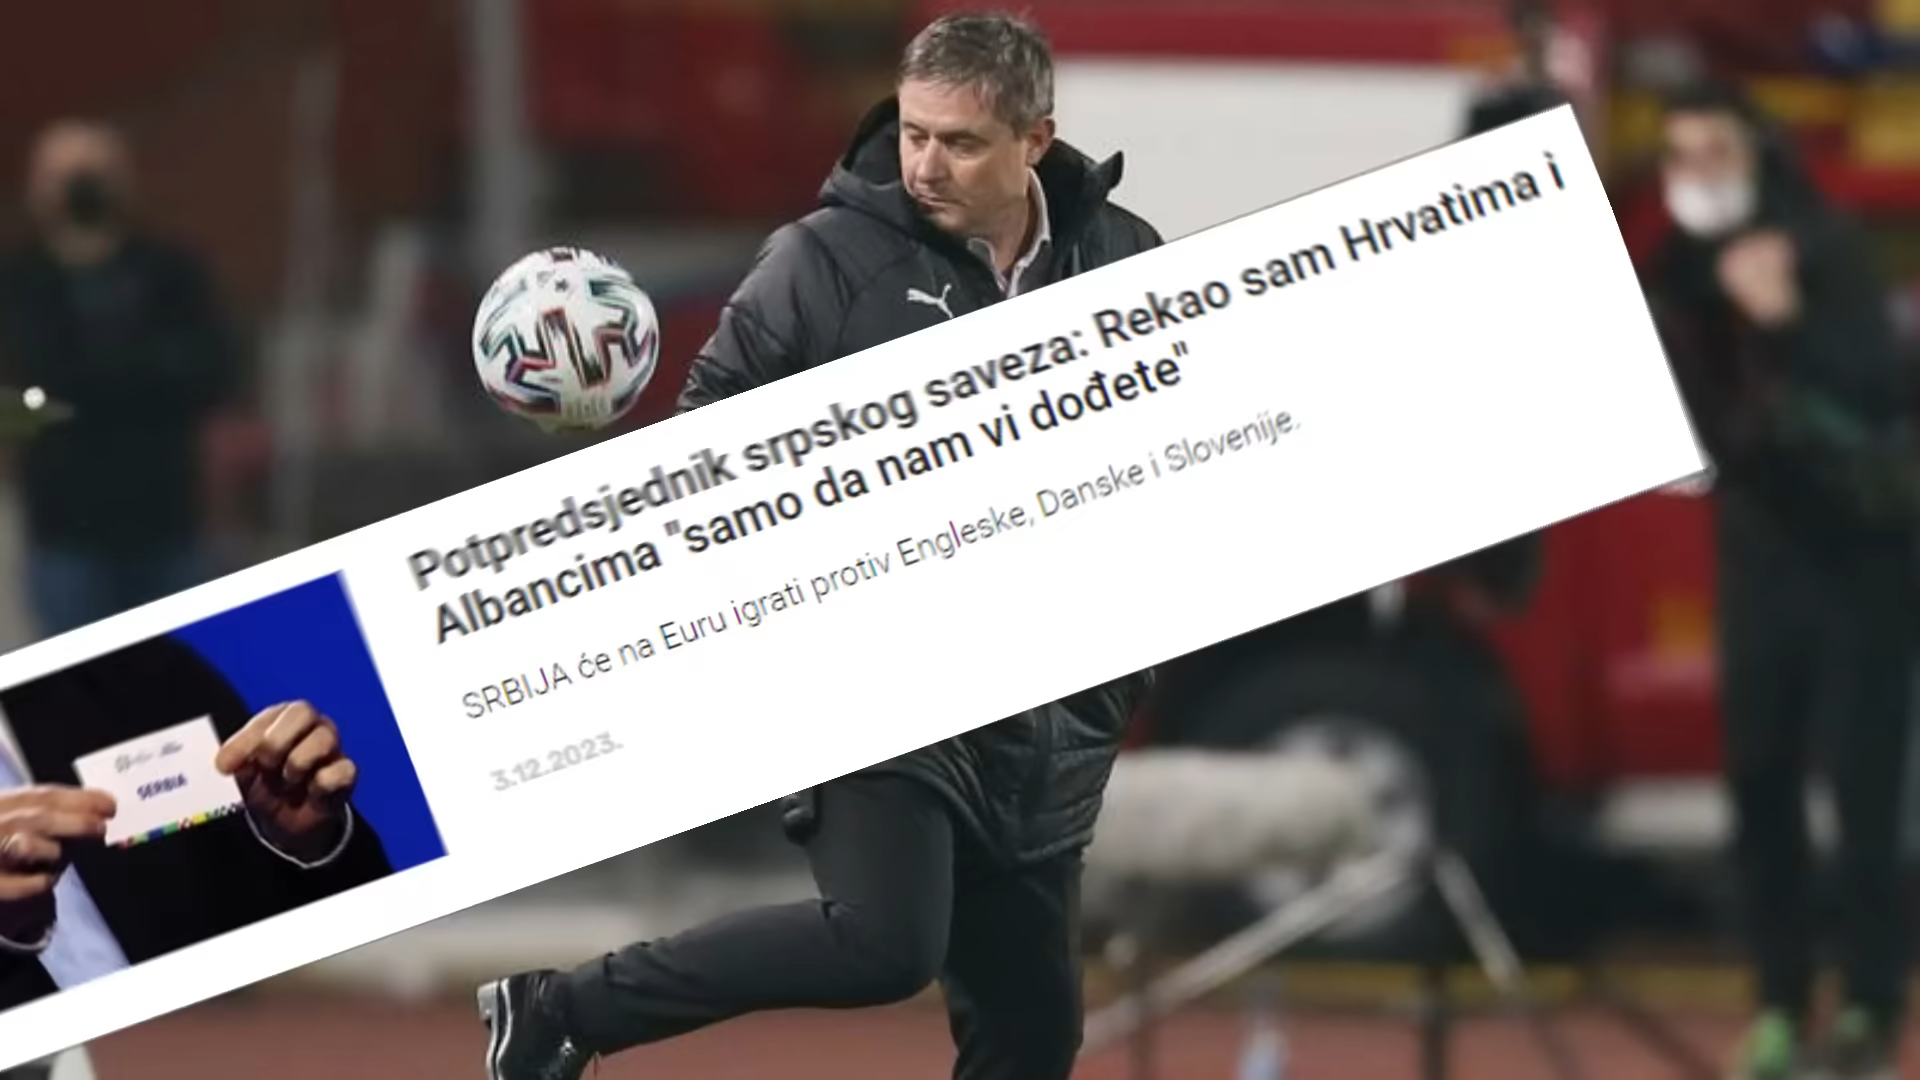 Potpredsjednik srpskog saveza: Rekao sam Hrvatima i
Albancima "samo da nam vi dođete"
SRBIJA će na Euru igrati protiv Engleske, Danske i Slovenije.
3.12.2023.
SERBIA